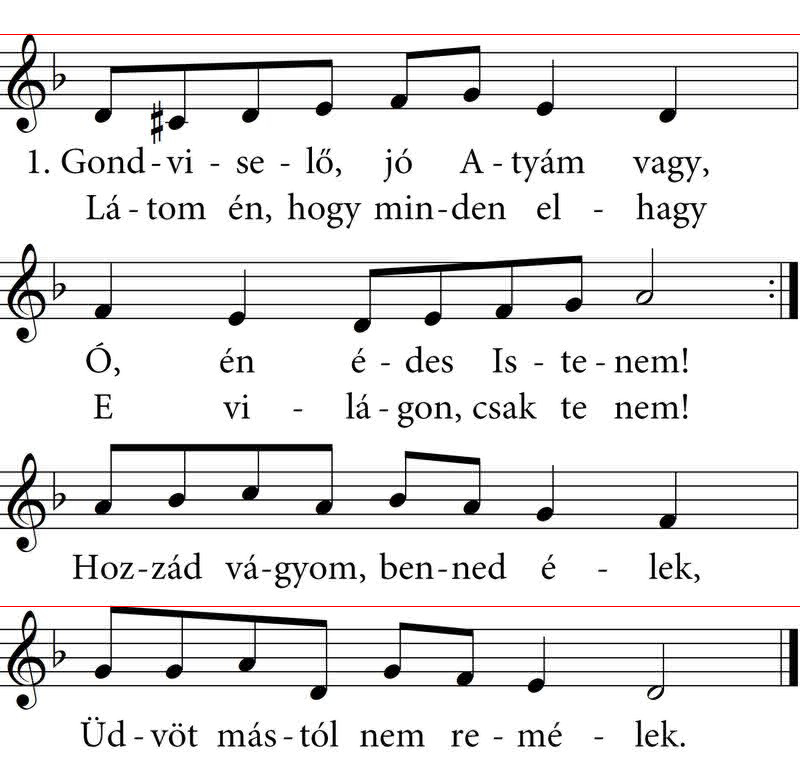 1. Gond - vi - se - lő, jó A - tyám vagy,
Lá - tom én, hogy min - den el - hagy
Ó, én é - des Is - te - nem!
E vi - lá - gon, csak te nem!
Hoz - zád vá - gyom, ben - ned é - lek,
Üd - vöt más - tól nem re - mé - lek.